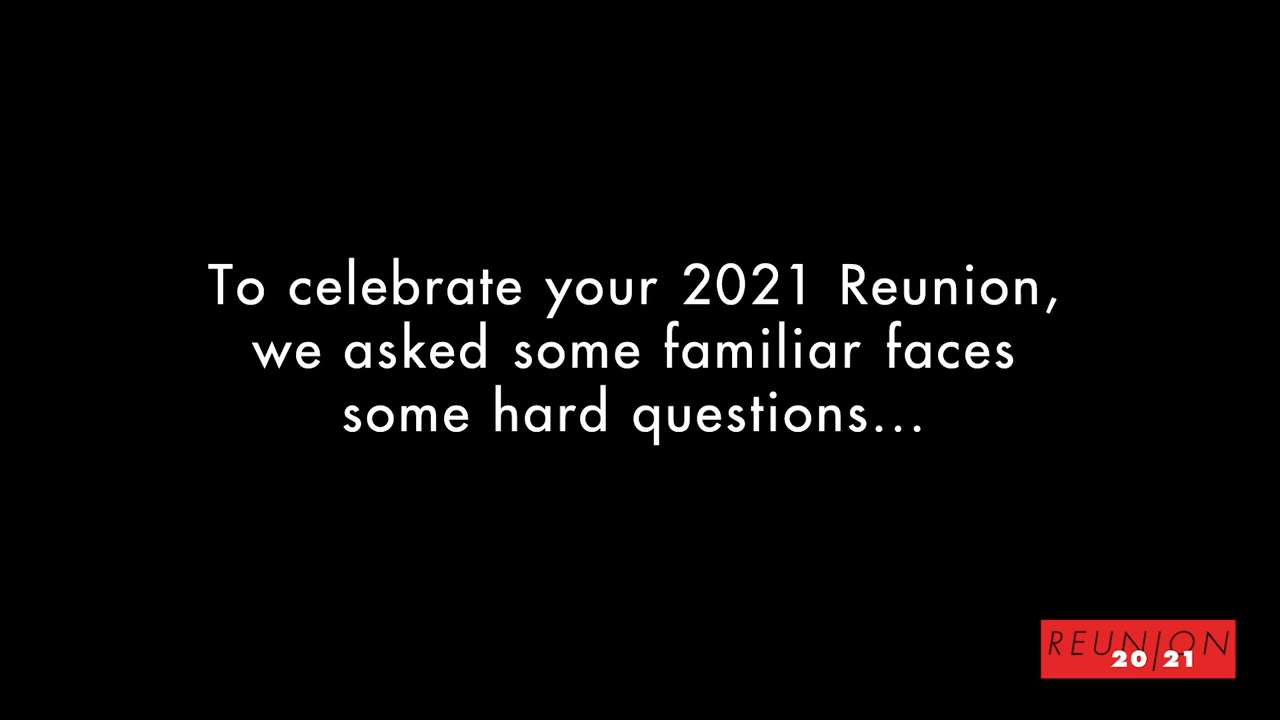 To celebrate your 2021 Reunion,
we asked some familiar faces
some hard questions...
REUNION
20 21